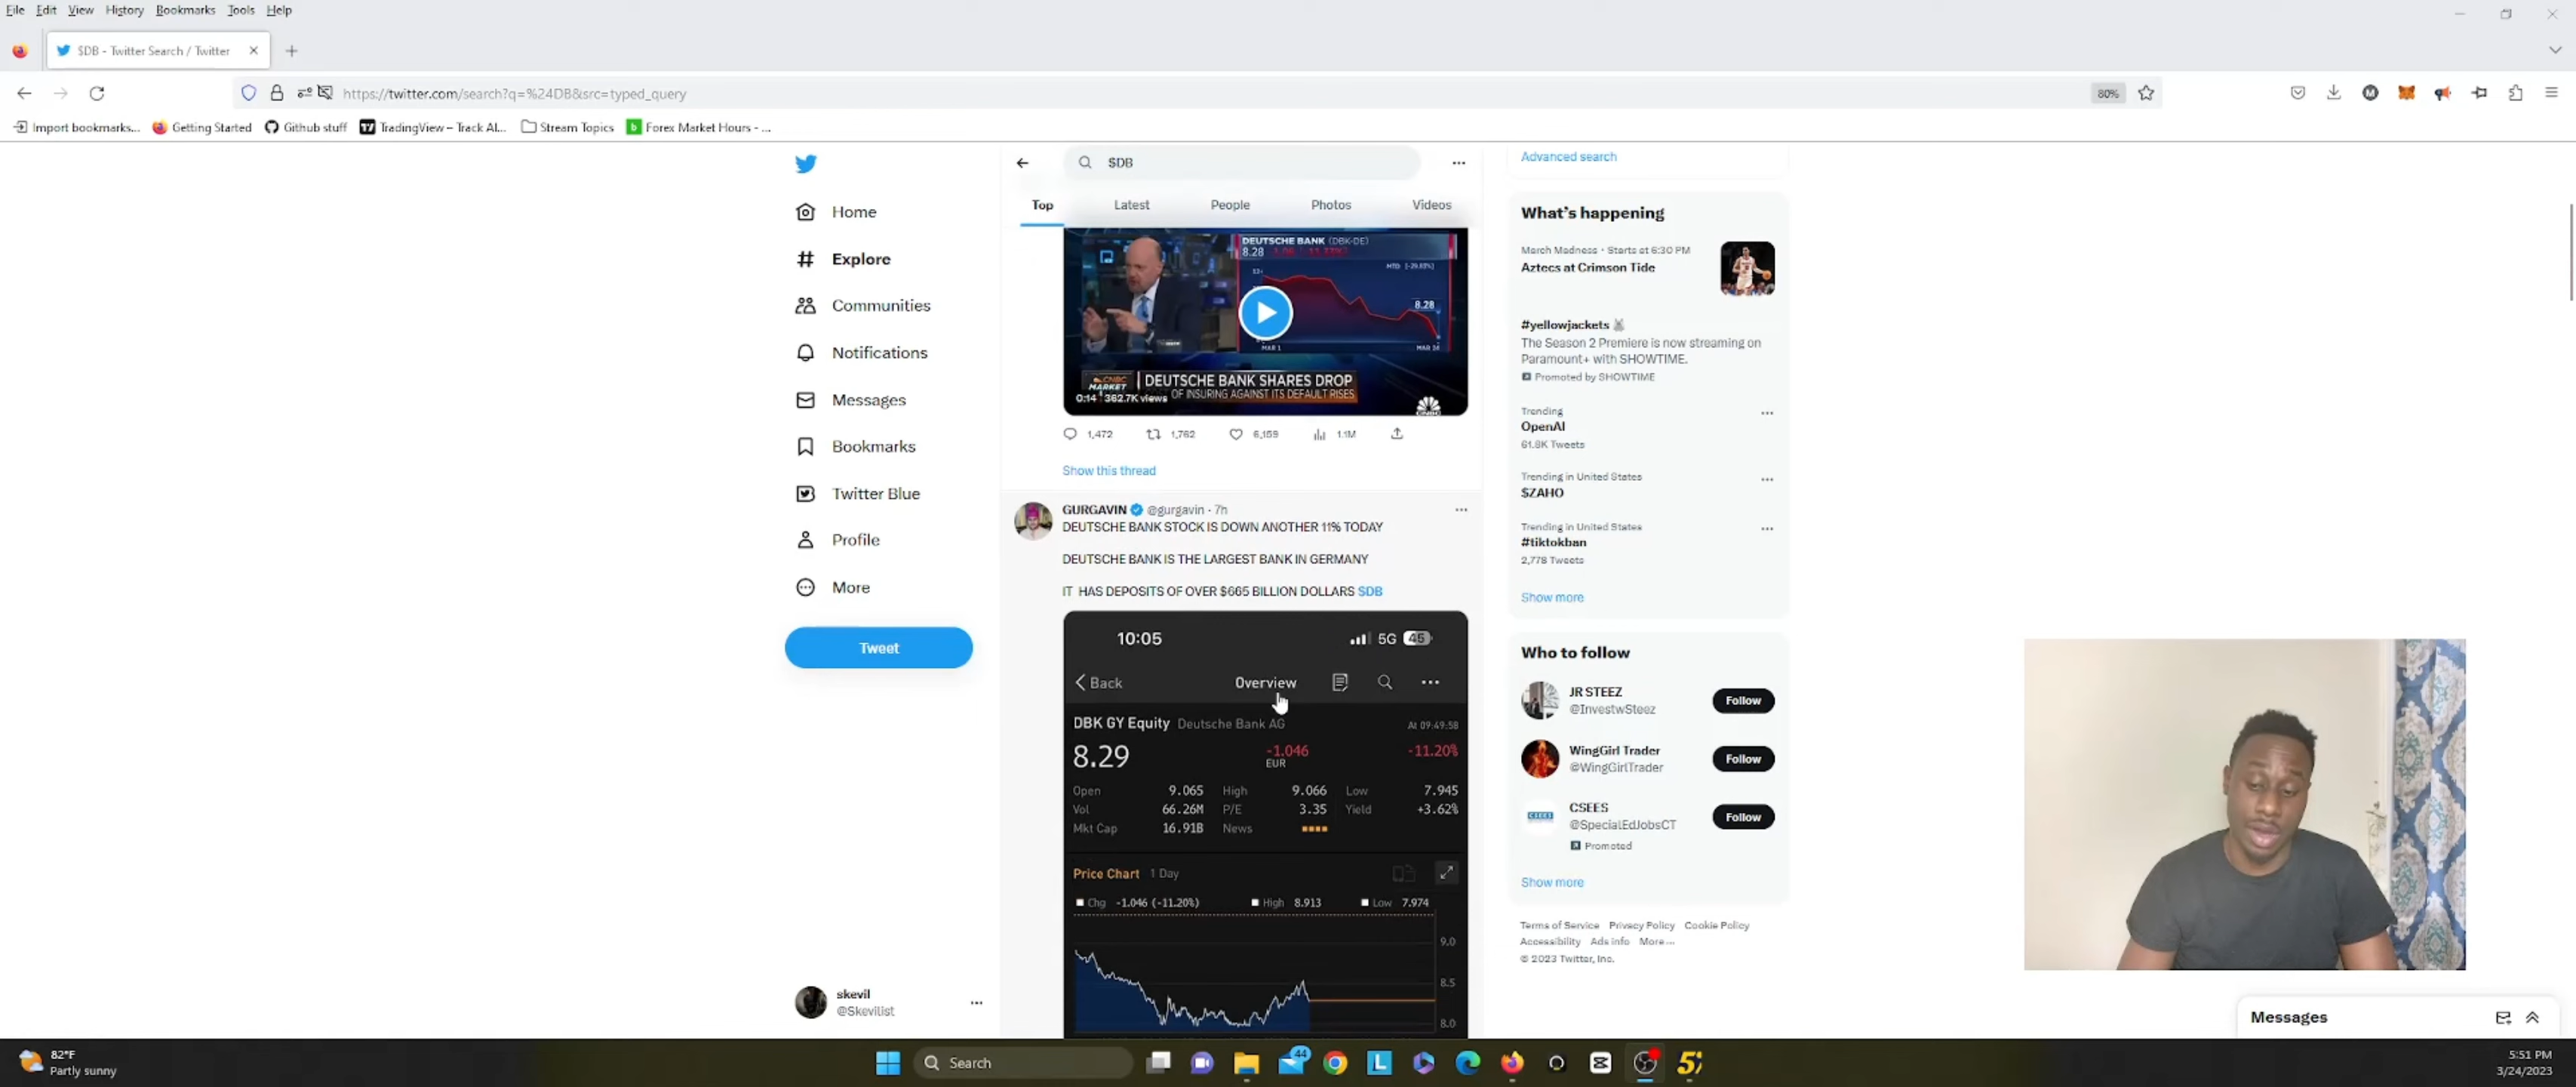 File Edit View History Bookmarks Tools Help
$DB - Twitter Search / Twitter
https://twitter.com/search?q=%24DB&src=typed_query
80%
Import bookmarks... Getting Started Github stuff TradingView – Track Al... Stream Topics Forex Market Hours - ...
$DB
Top Latest People Photos Videos
Home
Explore
Communities
Notifications
Messages
Bookmarks
Twitter Blue
Profile
More
Tweet
skevil
@Skevilist
DEUTSCHE BANK (DBK-DE)
8.28
8.28
MAR 1
DEUTSCHE BANK SHARES DROP
CNBC
MARKET
OF INSURING AGAINST ITS DEFAULT RISES
0:14 362.7K views
CNBC
1,472 1,762 6,159 1.1M
Show this thread
GURGAVIN @gurgavin · 7h
DEUTSCHE BANK STOCK IS DOWN ANOTHER 11% TODAY
DEUTSCHE BANK IS THE LARGEST BANK IN GERMANY
IT HAS DEPOSITS OF OVER $665 BILLION DOLLARS $DB
10:05 5G 45
Back Overview
DBK GY Equity Deutsche Bank AG At 09:49:58
8.29 -1.046 -11.20%
EUR
Open 9.065 High 9.066 Low 7.945
Vol 66.26M P/E 3.35 Yield +3.62%
Mkt Cap 16.91B News
Price Chart 1 Day
Chg -1.046 (-11.20%) High 8.913 Low 7.974
9.0
8.5
8.0
Advanced search
What's happening
March Madness · Starts at 6:30 PM
Aztecs at Crimson Tide
#yellowjackets
The Season 2 Premiere is now streaming on
Paramount+ with SHOWTIME.
Promoted by SHOWTIME
Trending
OpenAI
61.8K Tweets
Trending in United States
$ZAHO
Trending in United States
#tiktokban
2,778 Tweets
Show more
Who to follow
JR STEEZ
@InvestwSteez
Follow
WingGirl Trader
@WingGirlTrader
Follow
CSEES
@SpecialEdJobsCT
Follow
Promoted
Show more
Terms of Service Privacy Policy Cookie Policy
Accessibility Ads info More ...
© 2023 Twitter, Inc.
Messages
82°F
Partly sunny
Search
44
5:51 PM
3/24/2023